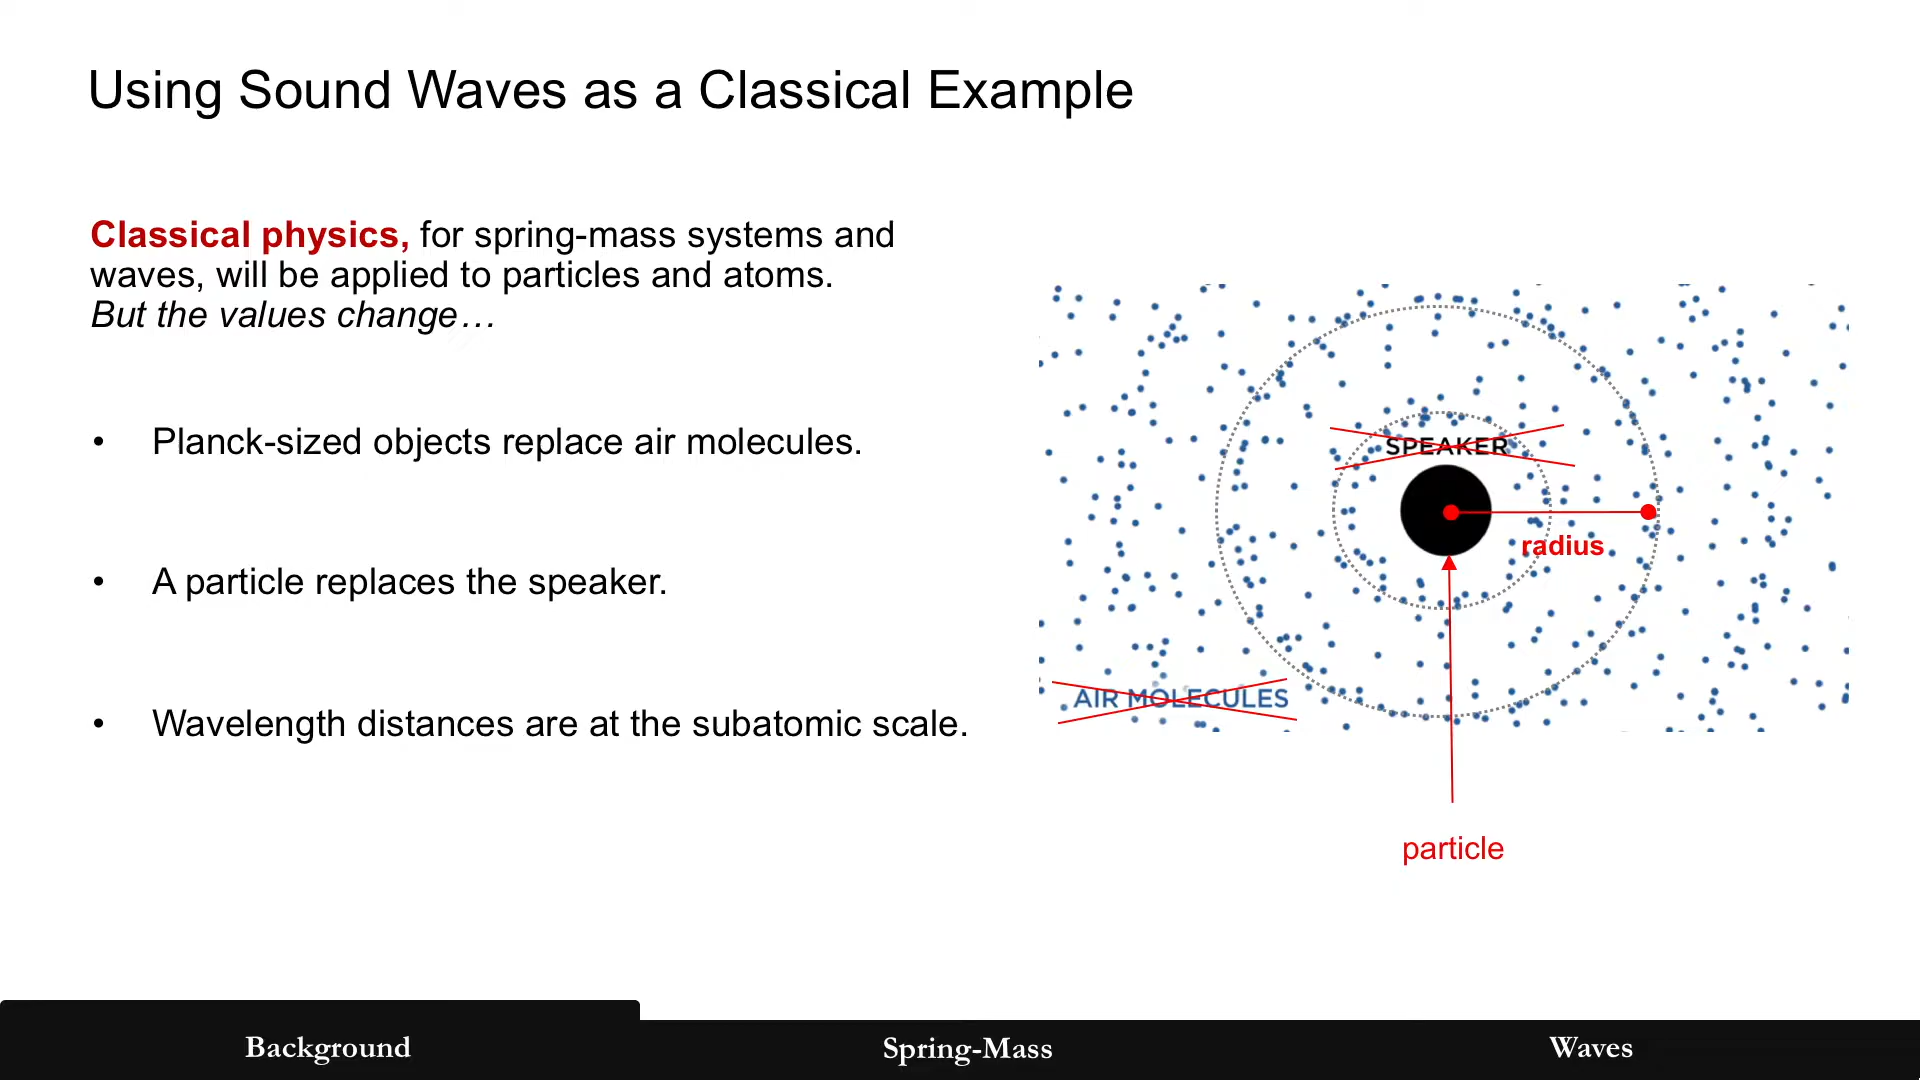 Using Sound Waves as a Classical Example
Classical physics, for spring-mass systems and
waves, will be applied to particles and atoms.
But the values change…
• Planck-sized objects replace air molecules.
• A particle replaces the speaker.
• Wavelength distances are at the subatomic scale.
SPEAKER
radius
AIR MOLECULES
particle
Background
Spring-Mass
Waves